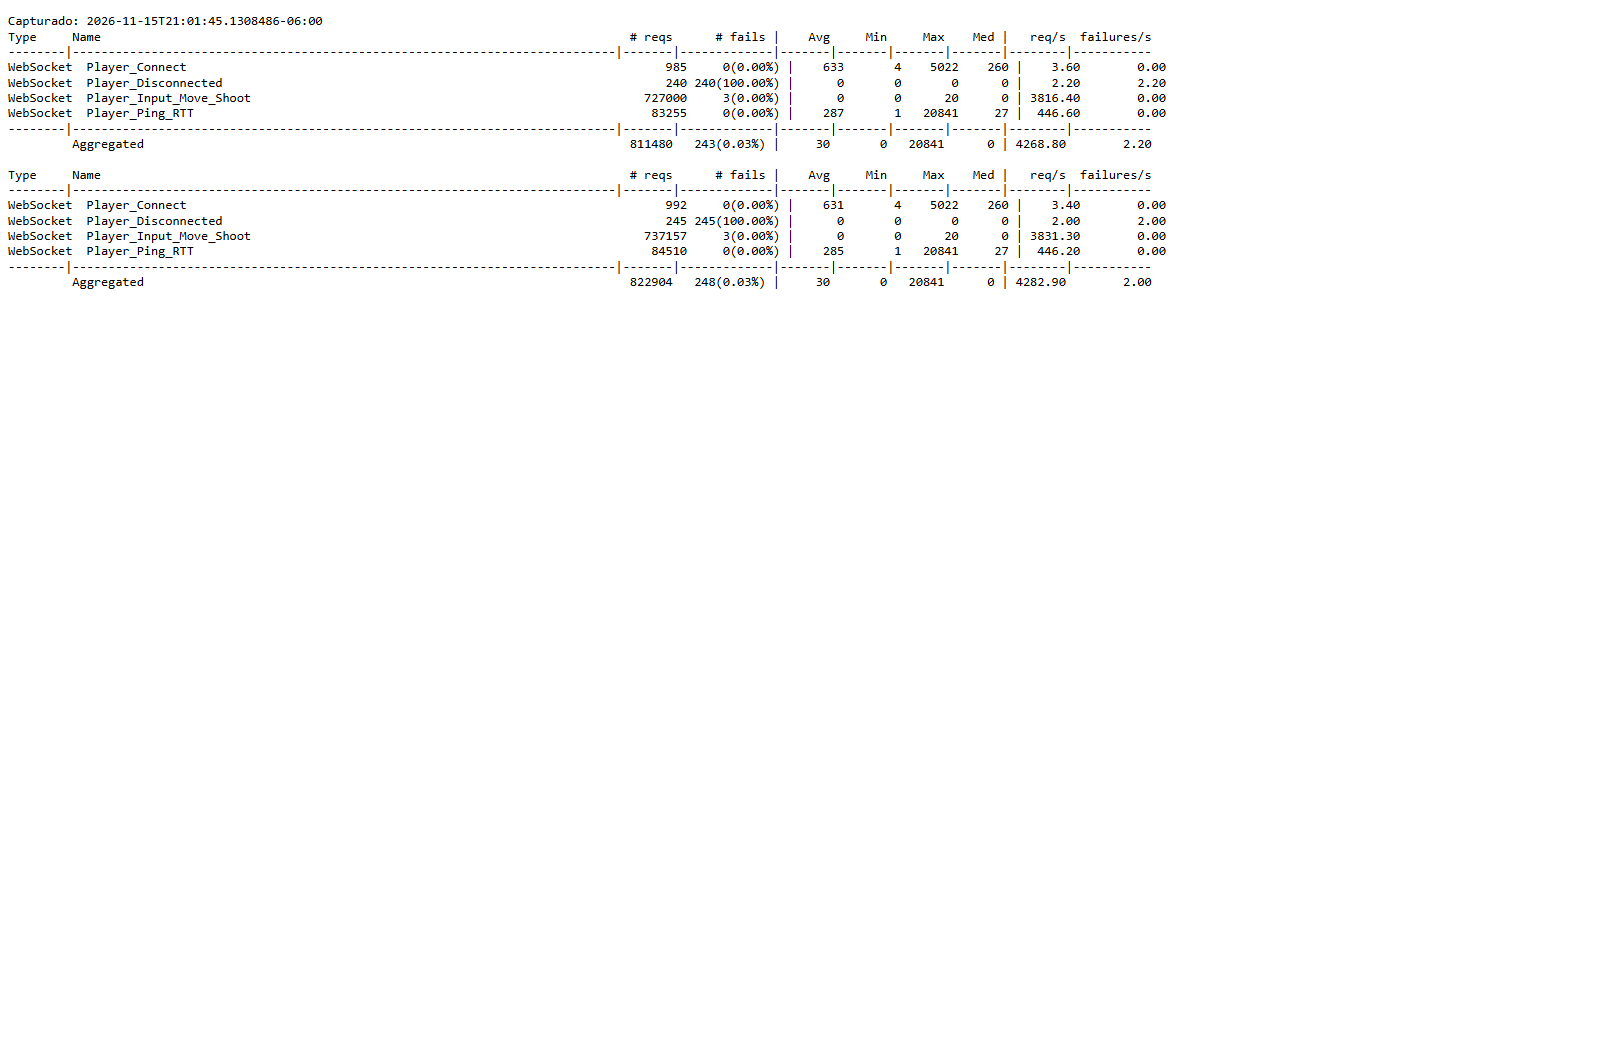 Capturado: 2026-11-15T21:01:45.1308486-06:00
Type     Name                                                                          # reqs      # fails |    Avg     Min     Max    Med |   req/s  failures/s
--------|----------------------------------------------------------------------------|-------|-------------|-------|-------|-------|-------|--------|-----------
WebSocket  Player_Connect                                                                   985     0(0.00%) |    633       4    5022    260 |    3.60        0.00
WebSocket  Player_Disconnected                                                              240 240(100.00%) |      0       0       0      0 |    2.20        2.20
WebSocket  Player_Input_Move_Shoot                                                       727000     3(0.00%) |      0       0      20      0 | 3816.40        0.00
WebSocket  Player_Ping_RTT                                                                83255     0(0.00%) |    287       1   20841     27 |  446.60        0.00
--------|----------------------------------------------------------------------------|-------|-------------|-------|-------|-------|-------|--------|-----------
         Aggregated                                                                    811480   243(0.03%) |     30       0   20841      0 | 4268.80        2.20
Type     Name                                                                          # reqs      # fails |    Avg     Min     Max    Med |   req/s  failures/s
--------|----------------------------------------------------------------------------|-------|-------------|-------|-------|-------|-------|--------|-----------
WebSocket  Player_Connect                                                                   992     0(0.00%) |    631       4    5022    260 |    3.40        0.00
WebSocket  Player_Disconnected                                                              245 245(100.00%) |      0       0       0      0 |    2.00        2.00
WebSocket  Player_Input_Move_Shoot                                                       737157     3(0.00%) |      0       0      20      0 | 3831.30        0.00
WebSocket  Player_Ping_RTT                                                                84510     0(0.00%) |    285       1   20841     27 |  446.20        0.00
--------|----------------------------------------------------------------------------|-------|-------------|-------|-------|-------|-------|--------|-----------
         Aggregated                                                                    822904   248(0.03%) |     30       0   20841      0 | 4282.90        2.00